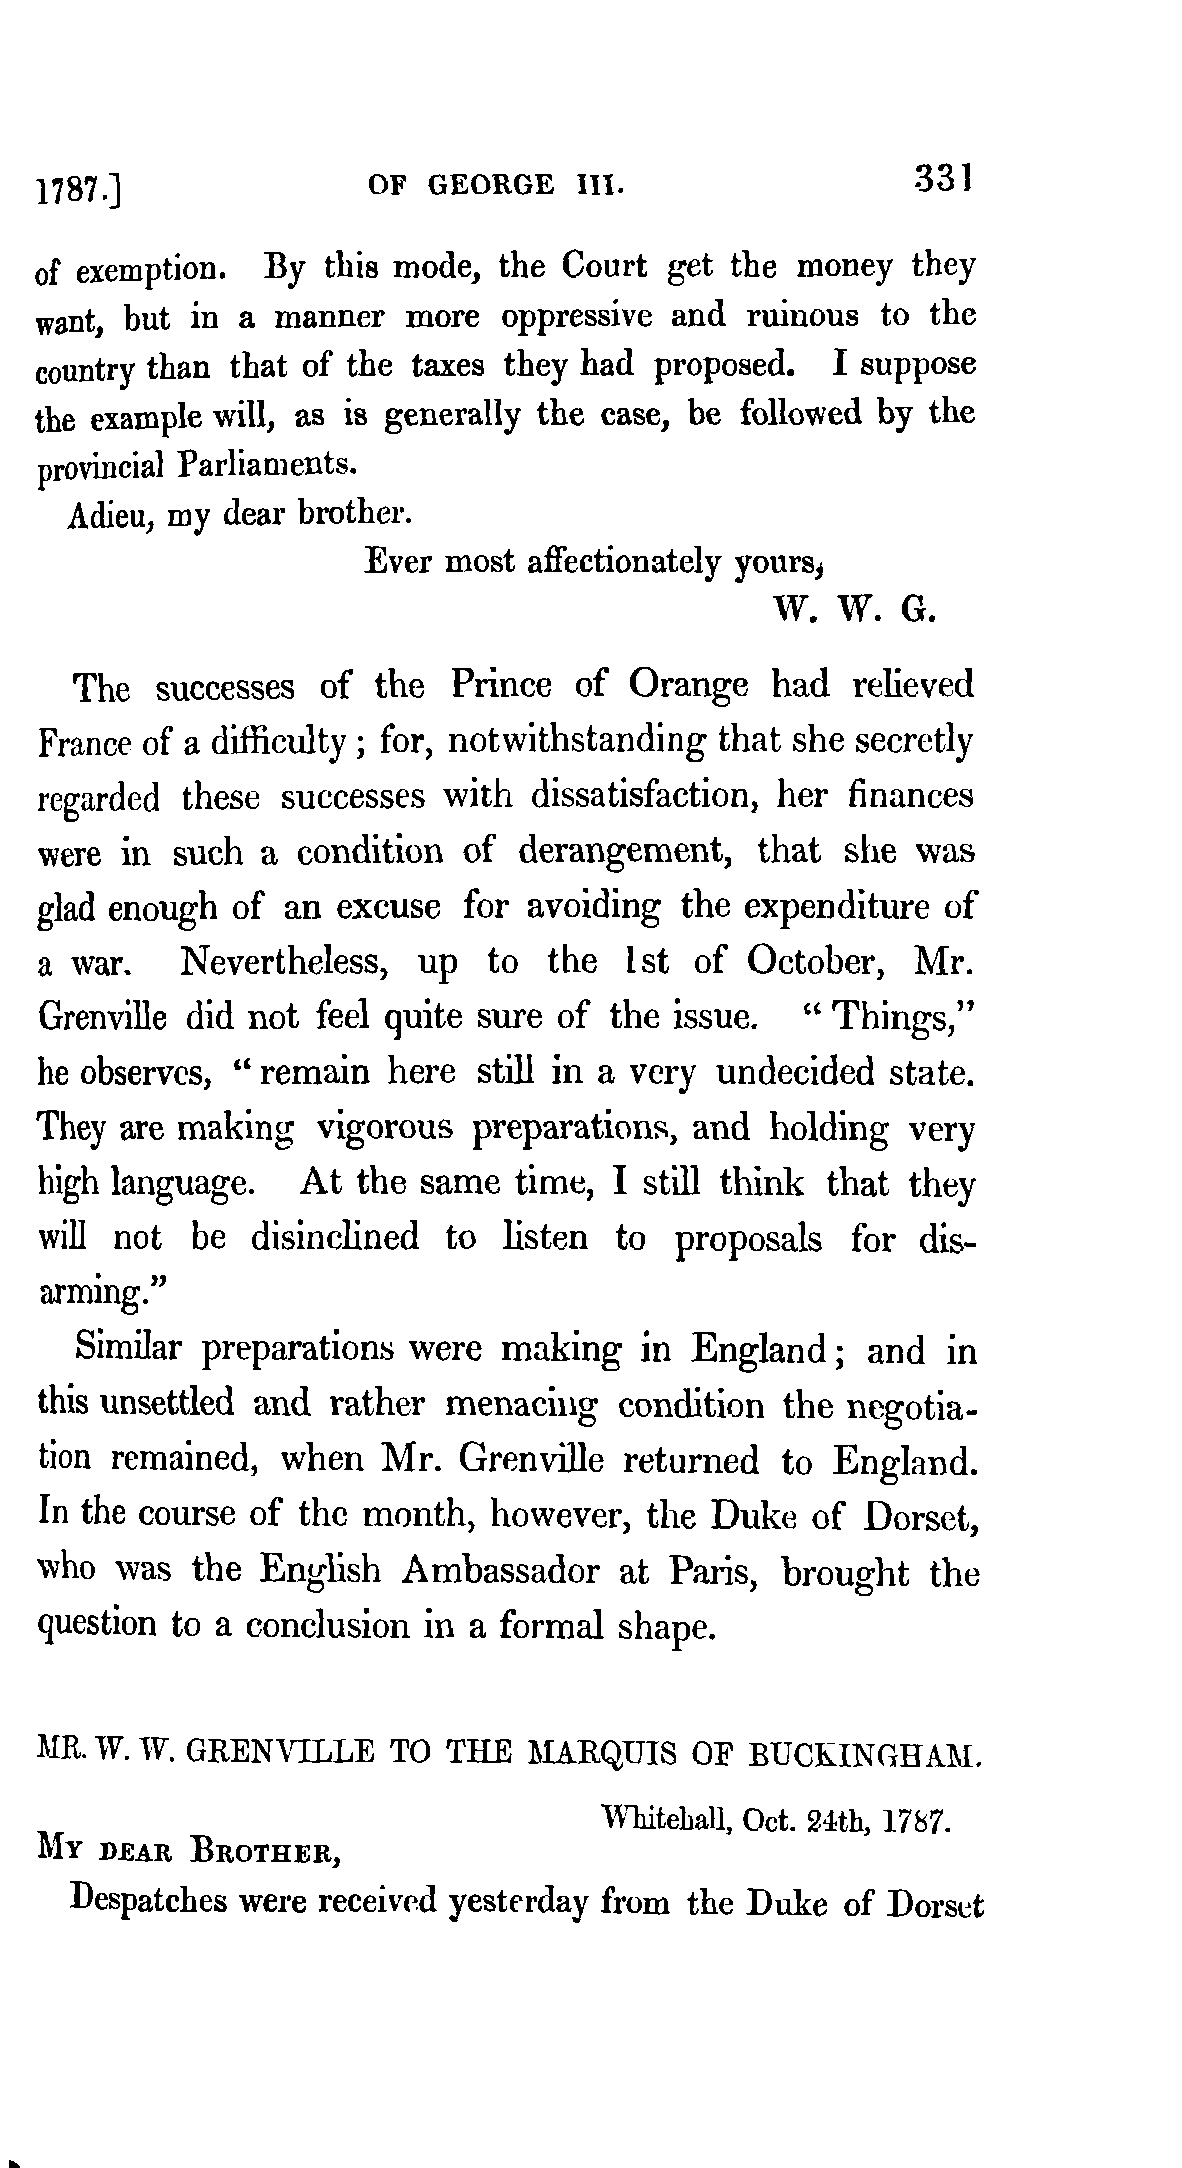 1787.] OF GEORGE III. 331
of exemption. By this mode, the Court get the money they
want, but in a manner more oppressive and ruinous to the
country than that of the taxes they had proposed. I suppose
the example will, as is generally the case, be followed by the
provincial Parliaments.
Adieu, my dear brother.
Ever most affectionately yours,
W. W. G.
The successes of the Prince of Orange had relieved
France of a difficulty; for, notwithstanding that she secretly
regarded these successes with dissatisfaction, her finances
were in such a condition of derangement, that she was
glad enough of an excuse for avoiding the expenditure of
a war. Nevertheless, up to the 1st of October, Mr.
Grenville did not feel quite sure of the issue. "Things,"
he observes, "remain here still in a very undecided state.
They are making vigorous preparations, and holding very
high language. At the same time, I still think that they
will not be disinclined to listen to proposals for dis-
arming."
Similar preparations were making in England; and in
this unsettled and rather menacing condition the negotia-
tion remained, when Mr. Grenville returned to England.
In the course of the month, however, the Duke of Dorset,
who was the English Ambassador at Paris, brought the
question to a conclusion in a formal shape.
MR. W. W. GRENVILLE TO THE MARQUIS OF BUCKINGHAM.
Whitehall, Oct. 24th, 1787.
MY DEAR BROTHER,
Despatches were received yesterday from the Duke of Dorset